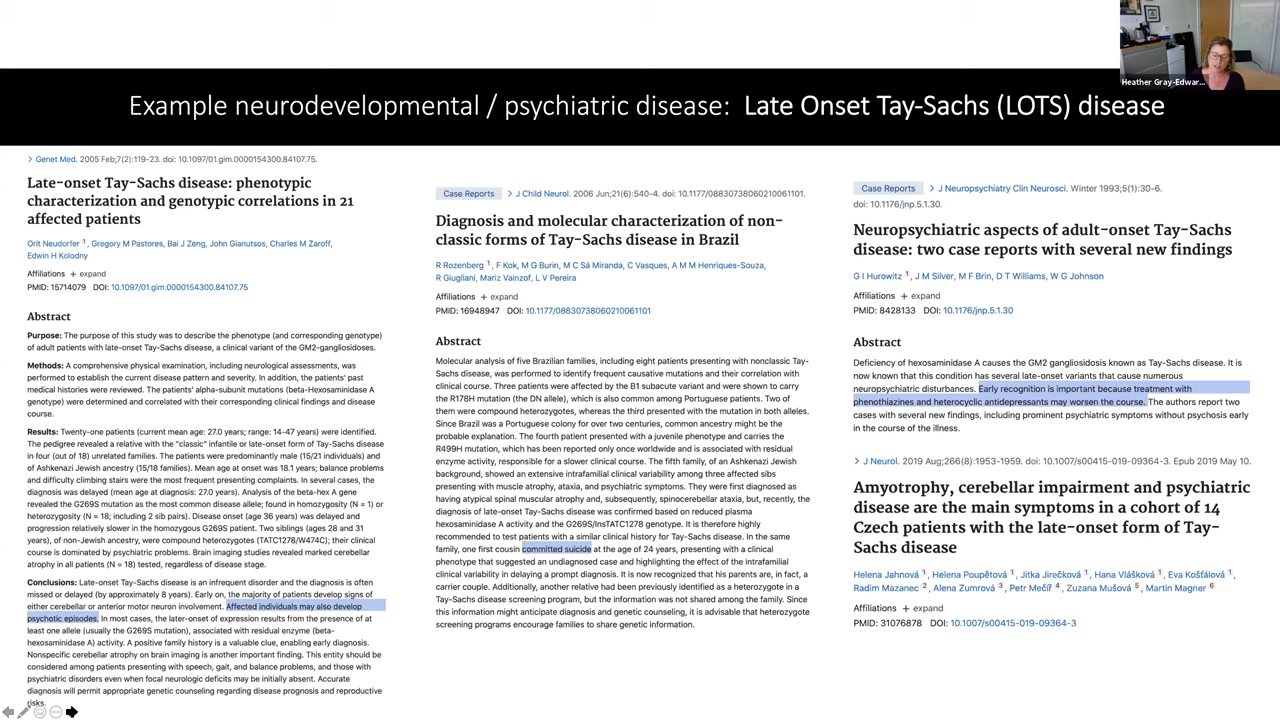 Heather Gray-Edwar...
Example neurodevelopmental / psychiatric disease: Late Onset Tay-Sachs (LOTS) disease
> Genet Med. 2005 Feb;7(2):119-23. doi: 10.1097/01.gim.0000154300.84107.75.
Late-onset Tay-Sachs disease: phenotypic
characterization and genotypic correlations in 21
affected patients
Orit Neudorfer 1, Gregory M Pastores, Bai J Zeng, John Gianutsos, Charles M Zaroff,
Edwin H Kolodny
Affiliations + expand
PMID: 15714079 DOI: 10.1097/01.gim.0000154300.84107.75
Abstract
Purpose: The purpose of this study was to describe the phenotype (and corresponding genotype)
of adult patients with late-onset Tay-Sachs disease, a clinical variant of the GM2-gangliosidoses.
Methods: A comprehensive physical examination, including neurological assessments, was
performed to establish the current disease pattern and severity. In addition, the patients' past
medical histories were reviewed. The patients' alpha-subunit mutations (beta-Hexosaminidase A
genotype) were determined and correlated with their corresponding clinical findings and disease
course.
Results: Twenty-one patients (current mean age: 27.0 years; range: 14-47 years) were identified.
The pedigree revealed a relative with the "classic" infantile or late-onset form of Tay-Sachs disease
in four (out of 18) unrelated families. The patients were predominantly male (15/21 individuals) and
of Ashkenazi Jewish ancestry (15/18 families). Mean age at onset was 18.1 years; balance problems
and difficulty climbing stairs were the most frequent presenting complaints. In several cases, the
diagnosis was delayed (mean age at diagnosis: 27.0 years). Analysis of the beta-hex A gene
revealed the G269S mutation as the most common disease allele; found in homozygosity (N = 1) or
heterozygosity (N = 18; including 2 sib pairs). Disease onset (age 36 years) was delayed and
progression relatively slower in the homozygous G269S patient. Two siblings (ages 28 and 31
years), of non-Jewish ancestry, were compound heterozygotes (TATC1278/W474C); their clinical
course is dominated by psychiatric problems. Brain imaging studies revealed marked cerebellar
atrophy in all patients (N = 18) tested, regardless of disease stage.
Conclusions: Late-onset Tay-Sachs disease is an infrequent disorder and the diagnosis is often
missed or delayed (by approximately 8 years). Early on, the majority of patients develop signs of
either cerebellar or anterior motor neuron involvement. Affected individuals may also develop
psychotic episodes. In most cases, the later-onset of expression results from the presence of at
least one allele (usually the G269S mutation), associated with residual enzyme (beta-
hexosaminidase A) activity. A positive family history is a valuable clue, enabling early diagnosis.
Nonspecific cerebellar atrophy on brain imaging is another important finding. This entity should be
considered among patients presenting with speech, gait, and balance problems, and those with
psychiatric disorders even when focal neurologic deficits may be initially absent. Accurate
diagnosis will permit appropriate genetic counseling regarding disease prognosis and reproductive
risks.
Case Reports > J Child Neurol. 2006 Jun;21(6):540-4. doi: 10.1177/08830738060210061101.
Diagnosis and molecular characterization of non-
classic forms of Tay-Sachs disease in Brazil
R Rozenberg 1, F Kok, M G Burin, M C Sá Miranda, C Vasques, A M M Henriques-Souza,
R Giugliani, Mariz Vainzof, L V Pereira
Affiliations + expand
PMID: 16948947 DOI: 10.1177/08830738060210061101
Abstract
Molecular analysis of five Brazilian families, including eight patients presenting with nonclassic Tay-
Sachs disease, was performed to identify frequent causative mutations and their correlation with
clinical course. Three patients were affected by the B1 subacute variant and were shown to carry
the R178H mutation (the DN allele), which is also common among Portuguese patients. Two of
them were compound heterozygotes, whereas the third presented with the mutation in both alleles.
Since Brazil was a Portuguese colony for over two centuries, common ancestry might be the
probable explanation. The fourth patient presented with a juvenile phenotype and carries the
R499H mutation, which has been reported only once worldwide and is associated with residual
enzyme activity, responsible for a slower clinical course. The fifth family, of an Ashkenazi Jewish
background, showed an extensive intrafamilial clinical variability among three affected sibs
presenting with muscle atrophy, ataxia, and psychiatric symptoms. They were first diagnosed as
having atypical spinal muscular atrophy and, subsequently, spinocerebellar ataxia, but, recently, the
diagnosis of late-onset Tay-Sachs disease was confirmed based on reduced plasma
hexosaminidase A activity and the G269S/InsTATC1278 genotype. It is therefore highly
recommended to test patients with a similar clinical history for Tay-Sachs disease. In the same
family, one first cousin committed suicide at the age of 24 years, presenting with a clinical
phenotype that suggested an undiagnosed case and highlighting the effect of the intrafamilial
clinical variability in delaying a prompt diagnosis. It is now recognized that his parents are, in fact, a
carrier couple. Additionally, another relative had been previously identified as a heterozygote in a
Tay-Sachs disease screening program, but the information was not shared among the family. Since
this information might anticipate diagnosis and genetic counseling, it is advisable that heterozygote
screening programs encourage families to share genetic information.
Case Reports > J Neuropsychiatry Clin Neurosci. Winter 1993;5(1):30-6.
doi: 10.1176/jnp.5.1.30.
Neuropsychiatric aspects of adult-onset Tay-Sachs
disease: two case reports with several new findings
G I Hurowitz 1, J M Silver, M F Brin, D T Williams, W G Johnson
Affiliations + expand
PMID: 8428133 DOI: 10.1176/jnp.5.1.30
Abstract
Deficiency of hexosaminidase A causes the GM2 gangliosidosis known as Tay-Sachs disease. It is
now known that this condition has several late-onset variants that cause numerous
neuropsychiatric disturbances. Early recognition is important because treatment with
phenothiazines and heterocyclic antidepressants may worsen the course. The authors report two
cases with several new findings, including prominent psychiatric symptoms without psychosis early
in the course of the illness.
> J Neurol. 2019 Aug;266(8):1953-1959. doi: 10.1007/s00415-019-09364-3. Epub 2019 May 10.
Amyotrophy, cerebellar impairment and psychiatric
disease are the main symptoms in a cohort of 14
Czech patients with the late-onset form of Tay-
Sachs disease
Helena Jahnová 1, Helena Poupětová 1, Jitka Jirečková 1, Hana Vlášková 1, Eva Košťálová 1,
Radim Mazanec 2, Alena Zumrová 3, Petr Mečíř 4, Zuzana Mušová 5, Martin Magner 6
Affiliations + expand
PMID: 31076878 DOI: 10.1007/s00415-019-09364-3